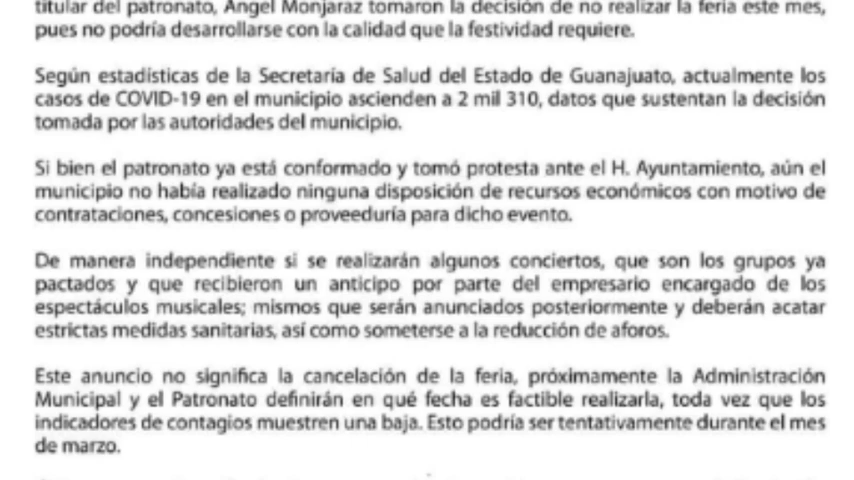 titular del patronato, Ángel Monjaraz tomaron la decisión de no realizar la feria este mes,
pues no podría desarrollarse con la calidad que la festividad requiere.
Según estadísticas de la Secretaría de Salud del Estado de Guanajuato, actualmente los
casos de COVID-19 en el municipio ascienden a 2 mil 310, datos que sustentan la decisión
tomada por las autoridades del municipio.
Si bien el patronato ya está conformado y tomó protesta ante el H. Ayuntamiento, aún el
municipio no había realizado ninguna disposición de recursos económicos con motivo de
contrataciones, concesiones o proveeduría para dicho evento.
De manera independiente si se realizarán algunos conciertos, que son los grupos ya
pactados y que recibieron un anticipo por parte del empresario encargado de los
espectáculos musicales; mismos que serán anunciados posteriormente y deberán acatar
estrictas medidas sanitarias, así como someterse a la reducción de aforos.
Este anuncio no significa la cancelación de la feria, próximamente la Administración
Municipal y el Patronato definirán en qué fecha es factible realizarla, toda vez que los
indicadores de contagios muestren una baja. Esto podría ser tentativamente durante el mes
de marzo.